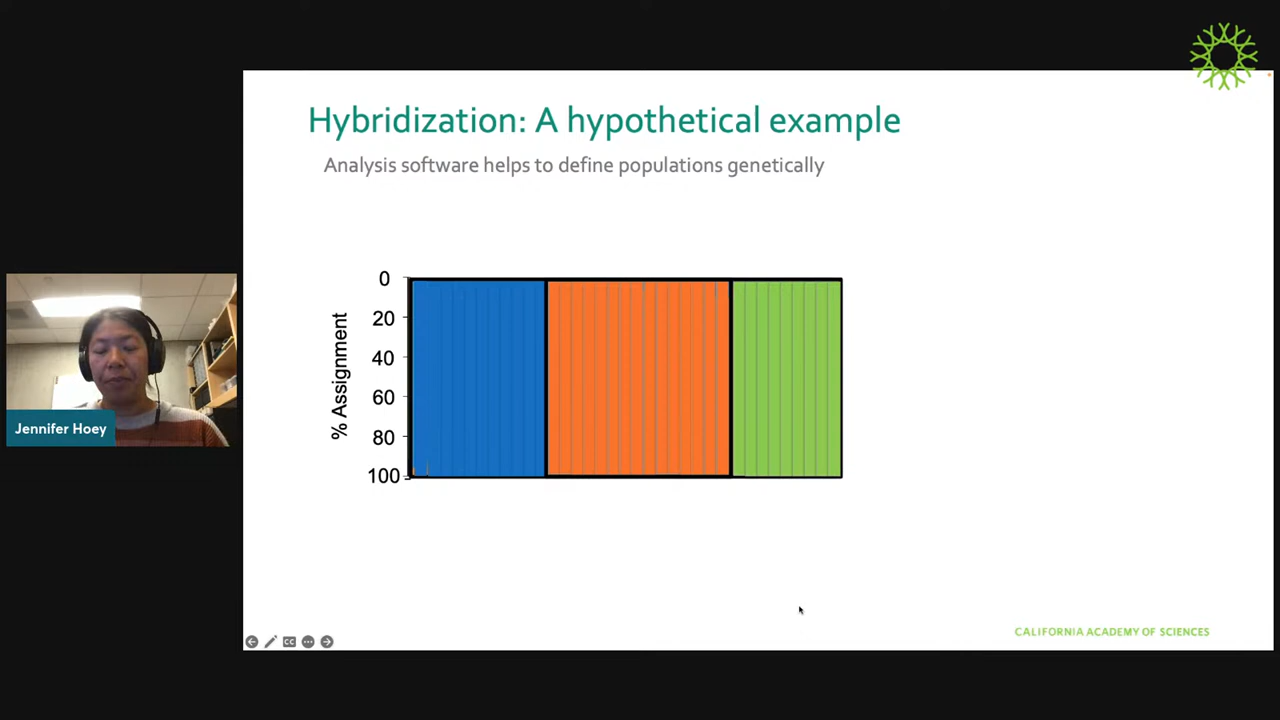 Hybridization: A hypothetical example
Analysis software helps to define populations genetically
% Assignment
0
20
40
60
80
100
Jennifer Hoey
CC
CALIFORNIA ACADEMY OF SCIENCES